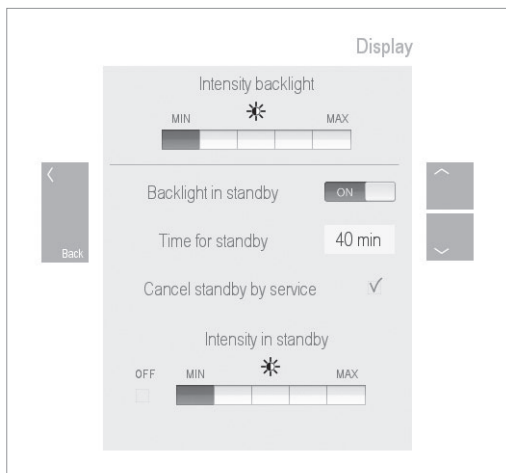 Display
Intensity backlight
MIN MAX
Backlight in standby ON
Back
Time for standby 40 min
Cancel standby by service
Intensity in standby
OFF MIN MAX